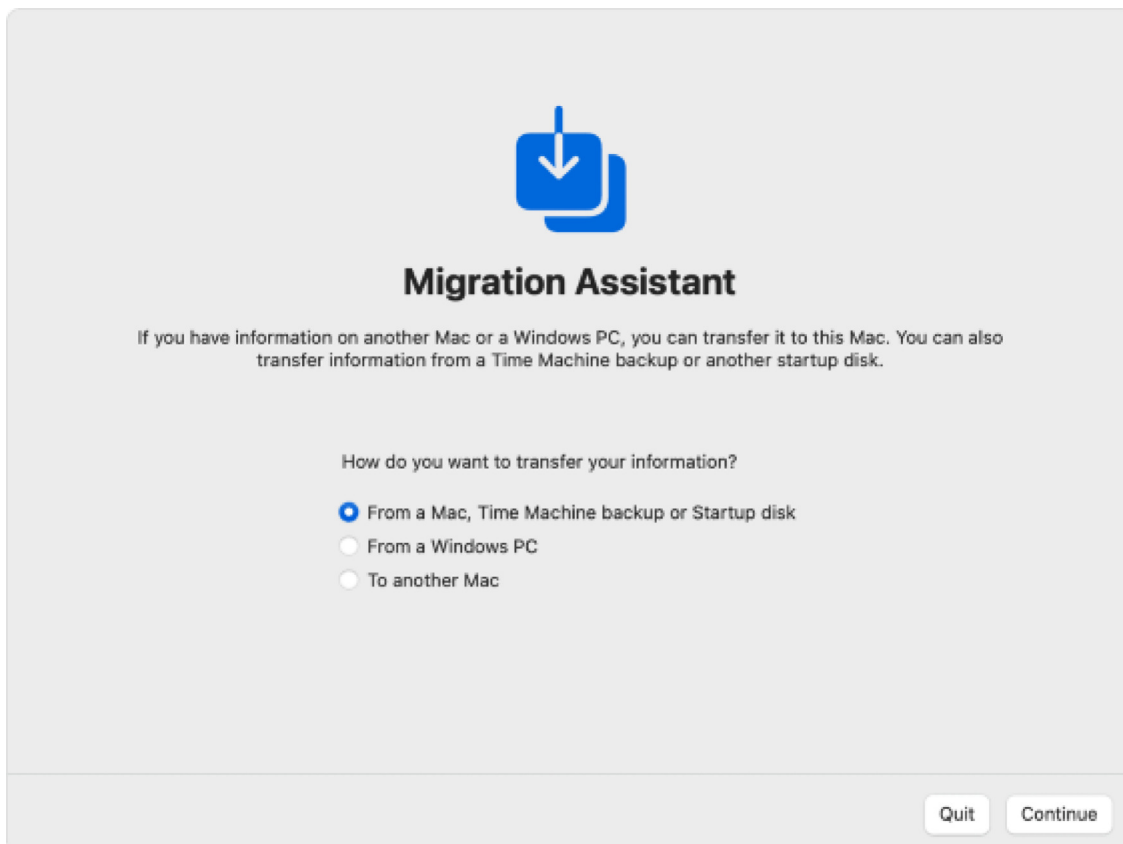 Migration Assistant
If you have information on another Mac or a Windows PC, you can transfer it to this Mac. You can also
transfer information from a Time Machine backup or another startup disk.
How do you want to transfer your information?
From a Mac, Time Machine backup or Startup disk
From a Windows PC
To another Mac
Quit Continue